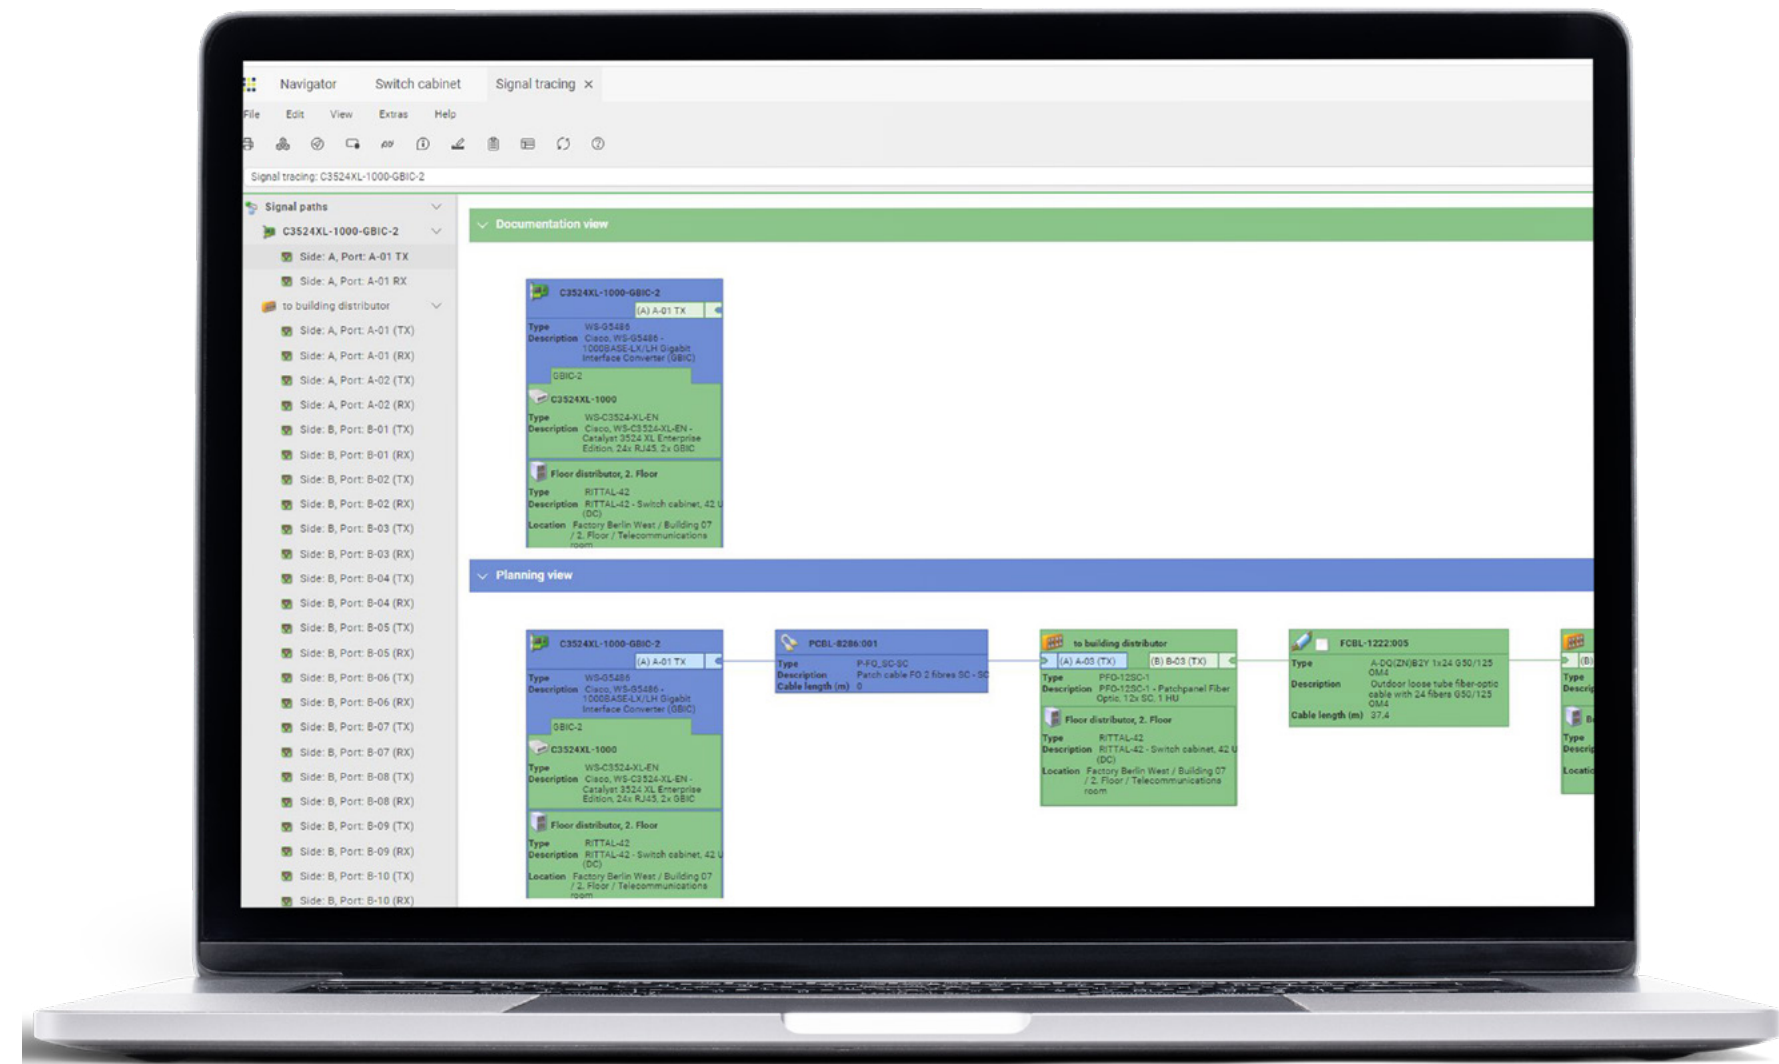 Navigator Switch cabinet Signal tracing ×
File Edit View Extras Help
Signal tracing: C3524XL-1000-GBIC-2
Signal paths
C3524XL-1000-GBIC-2
Side: A, Port: A-01 TX
Side: A, Port: A-01 RX
to building distributor
Side: A, Port: A-01 (TX)
Side: A, Port: A-01 (RX)
Side: A, Port: A-02 (TX)
Side: A, Port: A-02 (RX)
Side: B, Port: B-01 (TX)
Side: B, Port: B-01 (RX)
Side: B, Port: B-02 (TX)
Side: B, Port: B-02 (RX)
Side: B, Port: B-03 (TX)
Side: B, Port: B-03 (RX)
Side: B, Port: B-04 (TX)
Side: B, Port: B-04 (RX)
Side: B, Port: B-05 (TX)
Side: B, Port: B-05 (RX)
Side: B, Port: B-06 (TX)
Side: B, Port: B-06 (RX)
Side: B, Port: B-07 (TX)
Side: B, Port: B-07 (RX)
Side: B, Port: B-08 (TX)
Side: B, Port: B-08 (RX)
Side: B, Port: B-09 (TX)
Side: B, Port: B-09 (RX)
Side: B, Port: B-10 (TX)
Side: B, Port: B-10 (RX)
Documentation view
C3524XL-1000-GBIC-2
(A) A-01 TX
Type WS-G5486
Description Cisco, WS-G5486 -
1000BASE-LX/LH Gigabit
Interface Converter (GBIC)
GBIC-2
C3524XL-1000
Type WS-C3524-XL-EN
Description Cisco, WS-C3524-XL-EN -
Catalyst 3524 XL Enterprise
Edition, 24x RJ45, 2x GBIC
Floor distributor, 2. Floor
Type RITTAL-42
Description RITTAL-42 - Switch cabinet, 42 U
(DC)
Location Factory Berlin West / Building 07
/ 2. Floor / Telecommunications
room
Planning view
C3524XL-1000-GBIC-2
(A) A-01 TX
Type WS-G5486
Description Cisco, WS-G5486 -
1000BASE-LX/LH Gigabit
Interface Converter (GBIC)
GBIC-2
C3524XL-1000
Type WS-C3524-XL-EN
Description Cisco, WS-C3524-XL-EN -
Catalyst 3524 XL Enterprise
Edition, 24x RJ45, 2x GBIC
Floor distributor, 2. Floor
Type RITTAL-42
Description RITTAL-42 - Switch cabinet, 42 U
(DC)
Location Factory Berlin West / Building 07
/ 2. Floor / Telecommunications
room
PCBL-8286:001
Type P-FO_SC-SC
Description Patch cable FO 2 fibres SC - SC
Cable length (m) 0
to building distributor
(A) A-03 (TX) (B) B-03 (TX)
Type PFO-12SC-1
Description PFO-12SC-1 - Patchpanel Fiber
Optic, 12x SC, 1 HU
Floor distributor, 2. Floor
Type RITTAL-42
Description RITTAL-42 - Switch cabinet, 42 U
(DC)
Location Factory Berlin West / Building 07
/ 2. Floor / Telecommunications
room
FCBL-1222:005
Type A-DQ(ZN)B2Y 1x24 G50/125
OM4
Description Outdoor loose tube fiber-optic
cable with 24 fibers G50/125
OM4
Cable length (m) 37.4
(B)
Type
Type